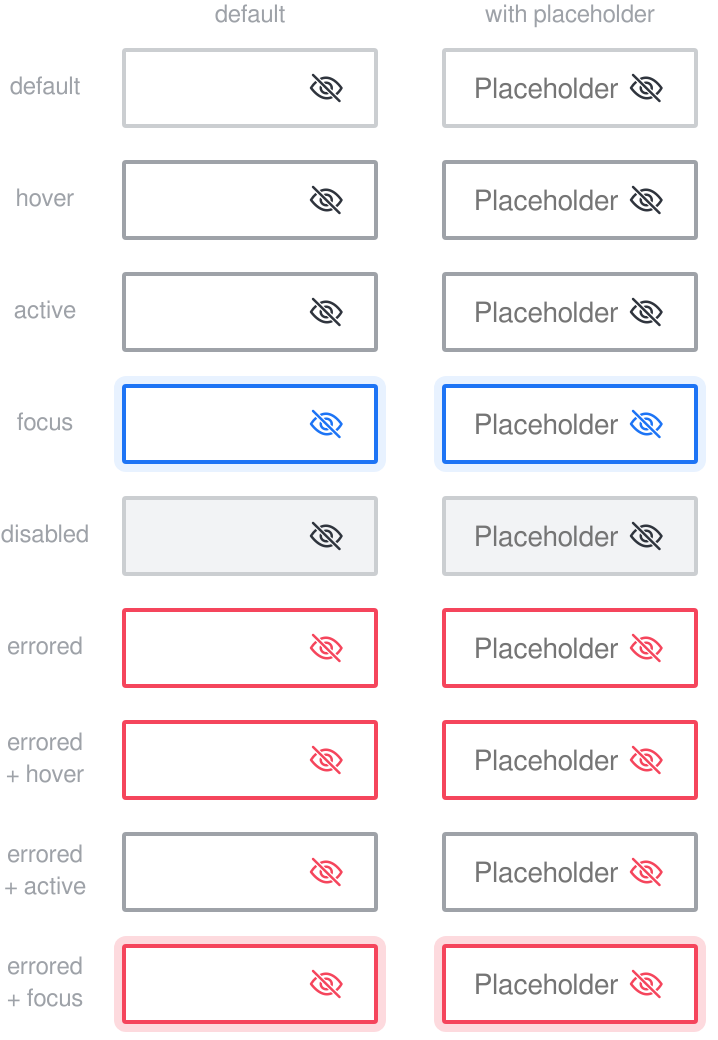 default with placeholder
default Placeholder
hover Placeholder
active Placeholder
focus Placeholder
disabled Placeholder
errored Placeholder
errored
+ hover Placeholder
errored
+ active Placeholder
errored
+ focus Placeholder